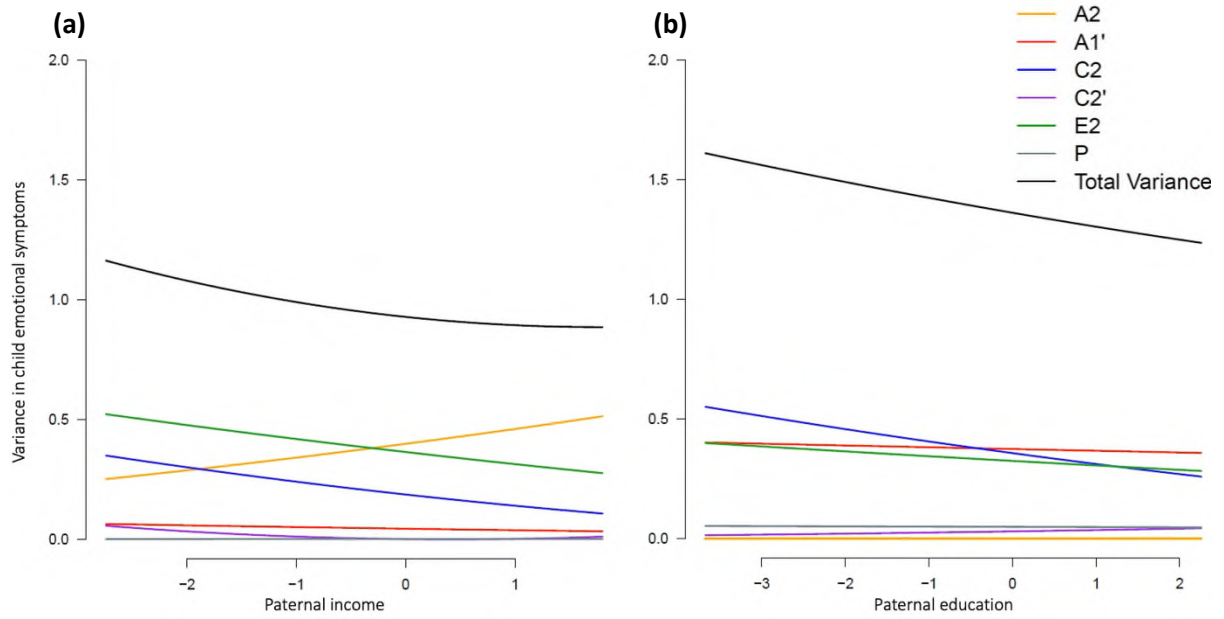 (a)
(b)
A2
A1'
C2
C2'
E2
P
Total Variance
2.0
1.5
1.0
0.5
0.0
Variance in child emotional symptoms
−2 −1 0 1
Paternal income
2.0
1.5
1.0
0.5
0.0
−3 −2 −1 0 1 2
Paternal education